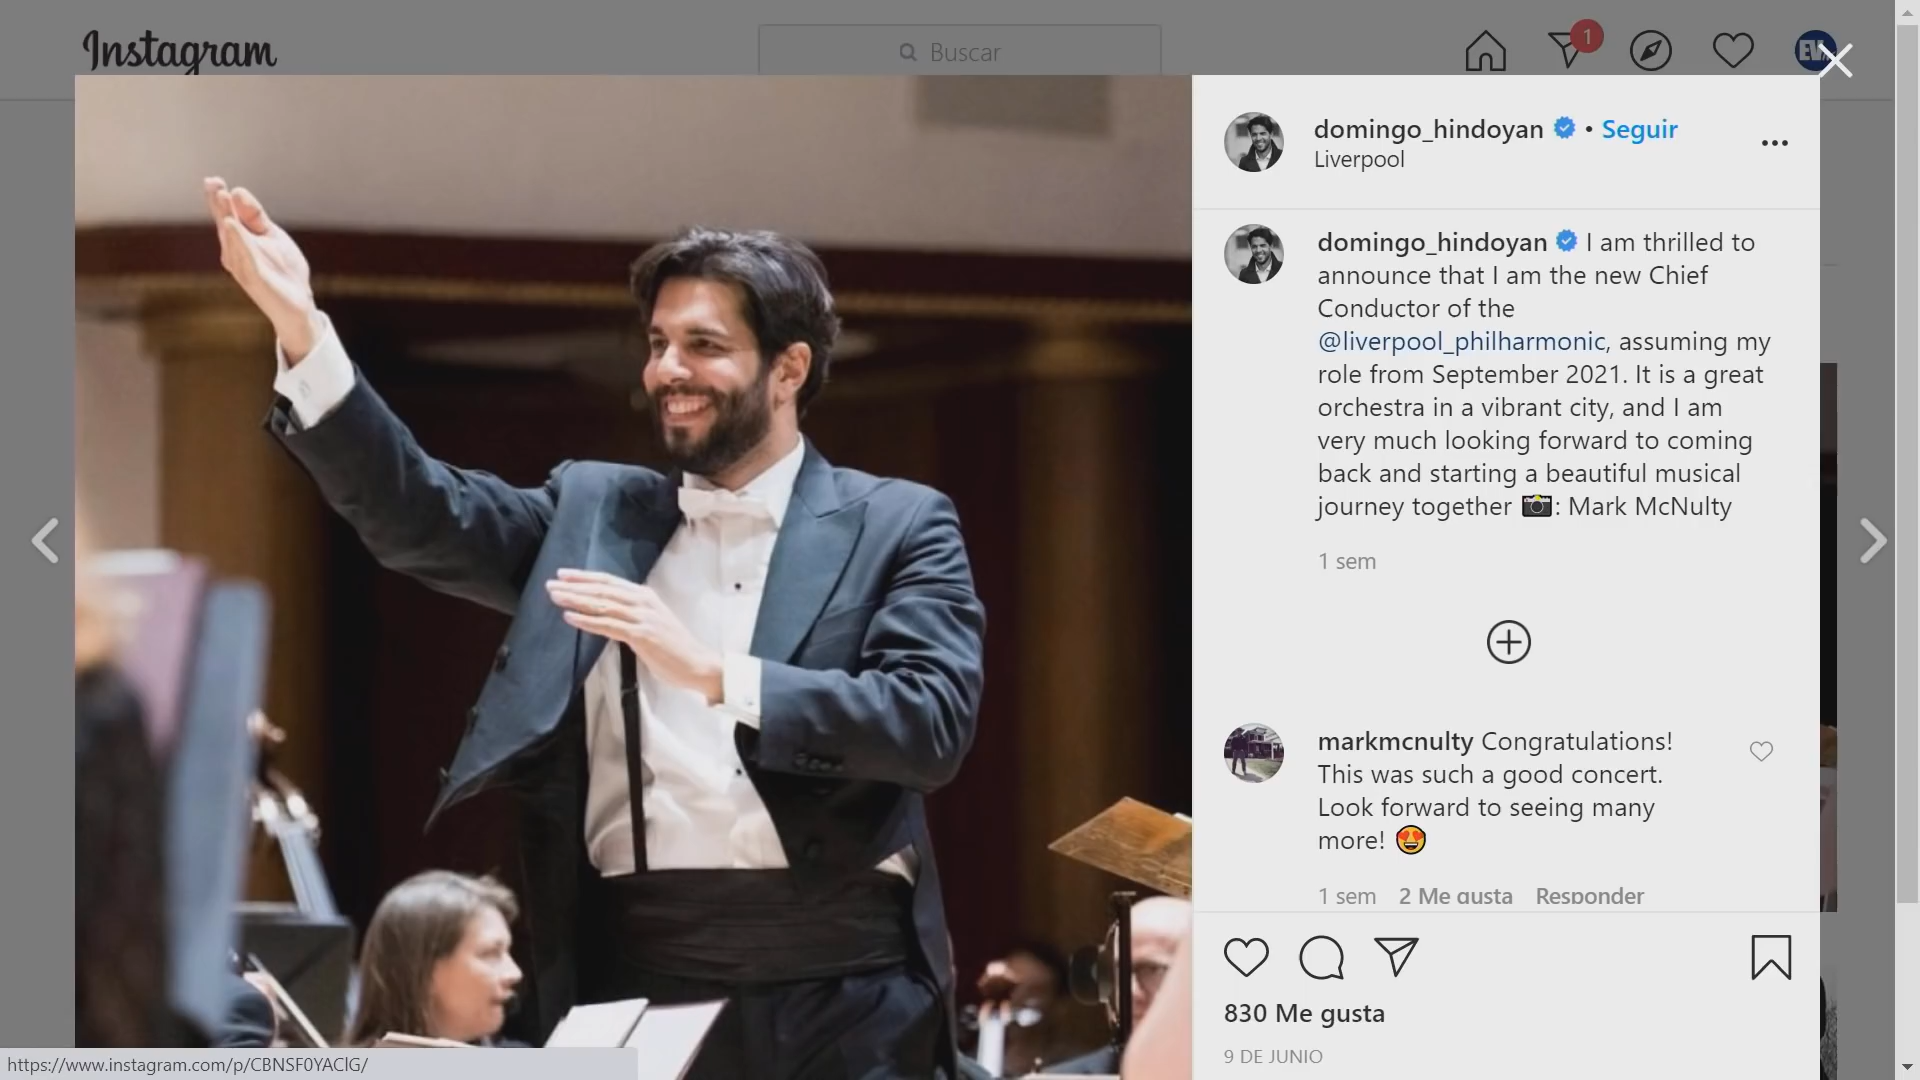 Instagram
Buscar
1
EV
domingo_hindoyan • Seguir
Liverpool
domingo_hindoyan I am thrilled to
announce that I am the new Chief
Conductor of the
@liverpool_philharmonic, assuming my
role from September 2021. It is a great
orchestra in a vibrant city, and I am
very much looking forward to coming
back and starting a beautiful musical
journey together 📷: Mark McNulty
1 sem
markmcnulty Congratulations!
This was such a good concert.
Look forward to seeing many
more! 😍
1 sem 2 Me gusta Responder
830 Me gusta
9 DE JUNIO
https://www.instagram.com/p/CBNSF0YAClG/